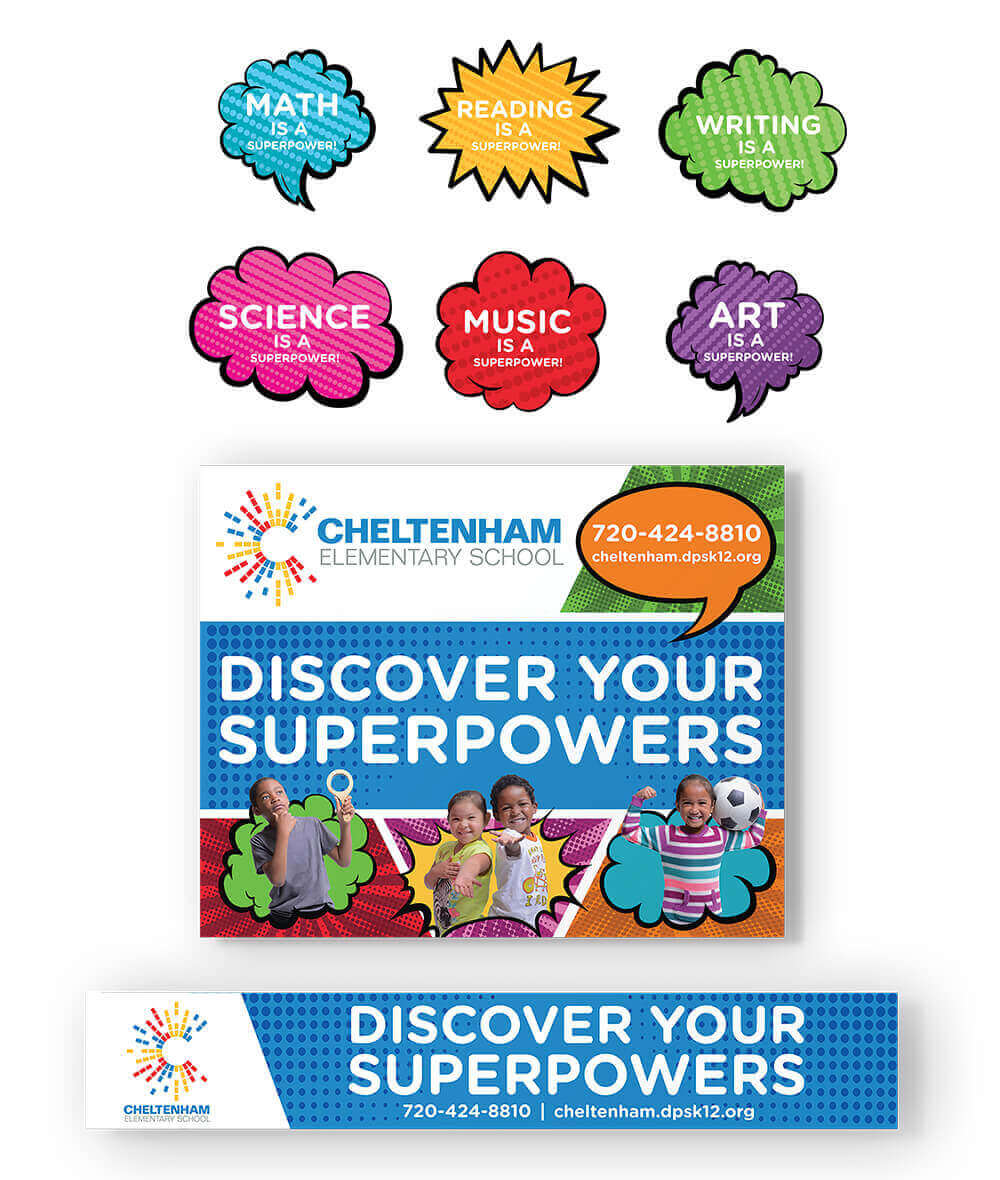 MATH
IS A
SUPERPOWER!
READING
IS A
SUPERPOWER!
WRITING
IS A
SUPERPOWER!
SCIENCE
IS A
SUPERPOWER!
MUSIC
IS A
SUPERPOWER!
ART
IS A
SUPERPOWER!
CHELTENHAM
ELEMENTARY SCHOOL
720-424-8810
cheltenham.dpsk12.org
DISCOVER YOUR
SUPERPOWERS
CHELTENHAM
ELEMENTARY SCHOOL
DISCOVER YOUR
SUPERPOWERS
720-424-8810 | cheltenham.dpsk12.org